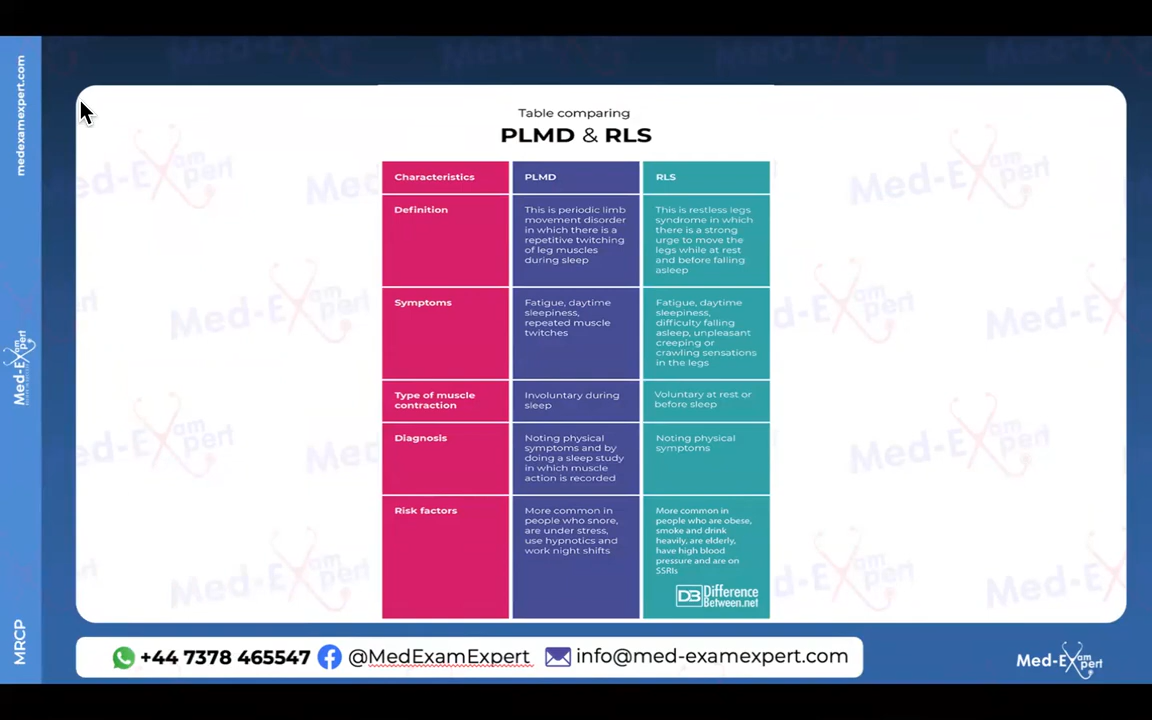 medexamexpert.com
Med-Exam Expert
MRCP
Table comparing
PLMD & RLS
Characteristics
PLMD
RLS
Definition
This is periodic limb
movement disorder
in which there is a
repetitive twitching
of leg muscles
during sleep
This is restless legs
syndrome in which
there is a strong
urge to move the
legs while at rest
and before falling
asleep
Symptoms
Fatigue, daytime
sleepiness,
repeated muscle
twitches
Fatigue, daytime
sleepiness,
difficulty falling
asleep, unpleasant
creeping or
crawling sensations
in the legs
Type of muscle
contraction
Involuntary during
sleep
Voluntary at rest or
before sleep
Diagnosis
Noting physical
symptoms and by
doing a sleep study
in which muscle
action is recorded
Noting physical
symptoms
Risk factors
More common in
people who snore,
are under stress,
use hypnotics and
work night shifts
More common in
people who are obese,
smoke and drink
heavily, are elderly,
have high blood
pressure and are on
SSRIs
DB Difference
Between.net
+44 7378 465547 @MedExamExpert info@med-examexpert.com
Med-Exam Expert